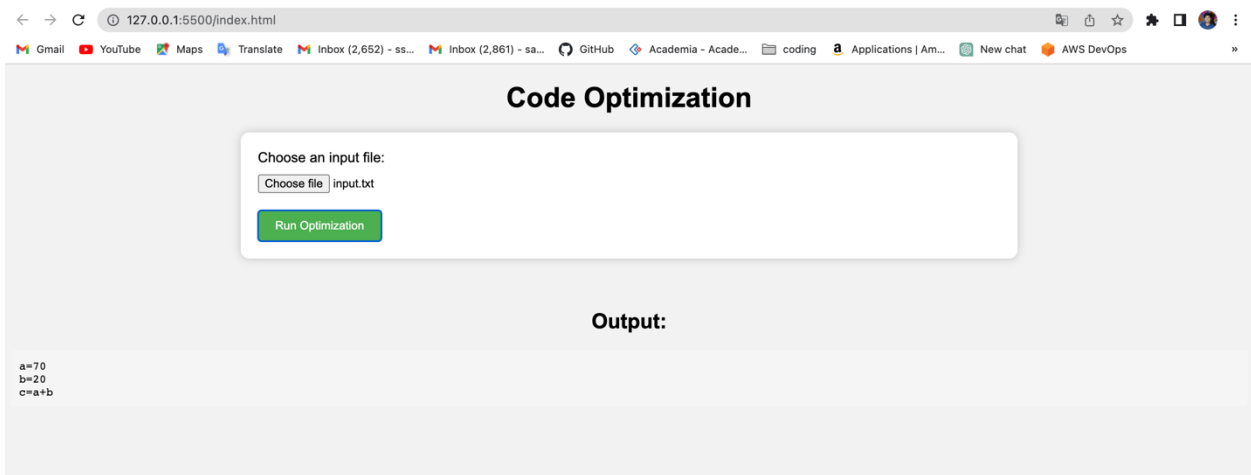 127.0.0.1:5500/index.html
Gmail YouTube Maps Translate Inbox (2,652) - ss... Inbox (2,861) - sa... GitHub Academia - Acade... coding Applications | Am... New chat AWS DevOps »
Code Optimization
Choose an input file:
Choose file input.txt
Run Optimization
Output:
a=70
b=20
c=a+b